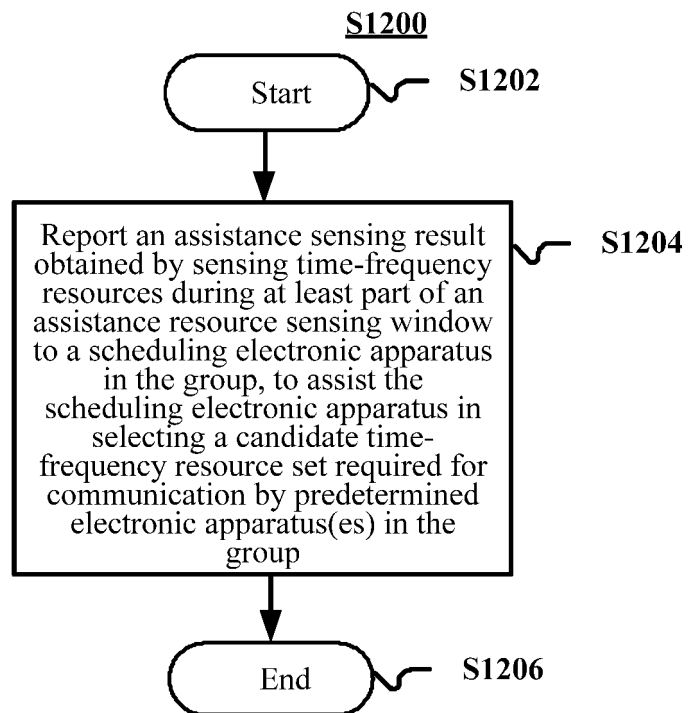 S1200
Start
S1202
Report an assistance sensing result
obtained by sensing time-frequency
resources during at least part of an
assistance resource sensing window
to a scheduling electronic apparatus
in the group, to assist the
scheduling electronic apparatus in
selecting a candidate time-
frequency resource set required for
communication by predetermined
electronic apparatus(es) in the
group
S1204
End
S1206